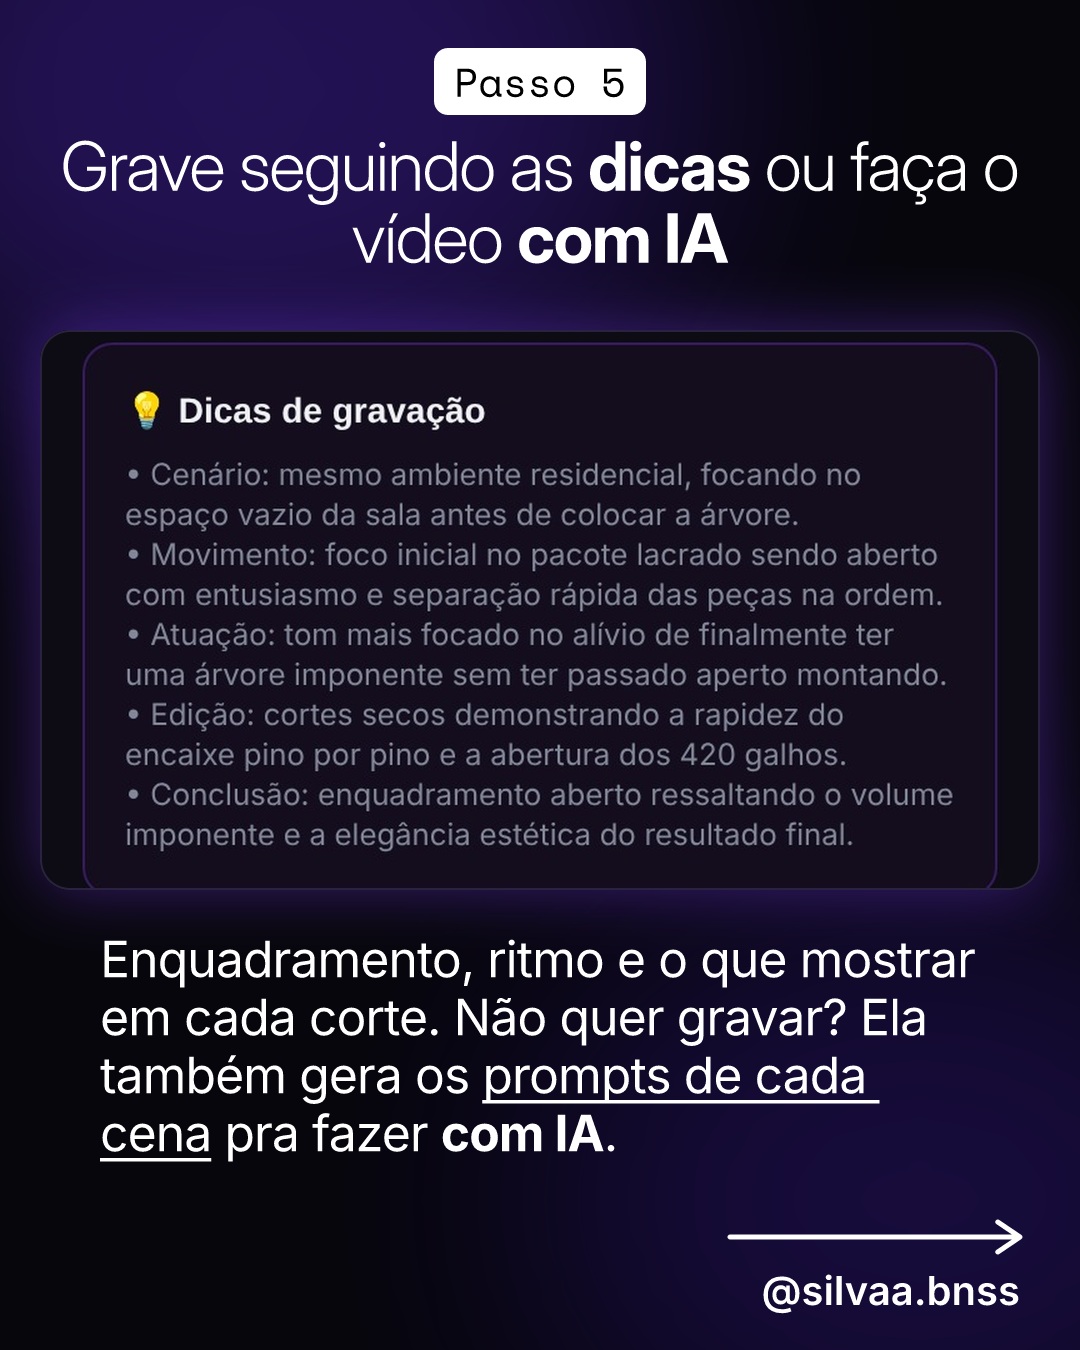 Passo 5
Grave seguindo as dicas ou faça o
vídeo com IA
💡 Dicas de gravação
• Cenário: mesmo ambiente residencial, focando no
espaço vazio da sala antes de colocar a árvore.
• Movimento: foco inicial no pacote lacrado sendo aberto
com entusiasmo e separação rápida das peças na ordem.
• Atuação: tom mais focado no alívio de finalmente ter
uma árvore imponente sem ter passado aperto montando.
• Edição: cortes secos demonstrando a rapidez do
encaixe pino por pino e a abertura dos 420 galhos.
• Conclusão: enquadramento aberto ressaltando o volume
imponente e a elegância estética do resultado final.
Enquadramento, ritmo e o que mostrar
em cada corte. Não quer gravar? Ela
também gera os prompts de cada
cena pra fazer com IA.
@silvaa.bnss